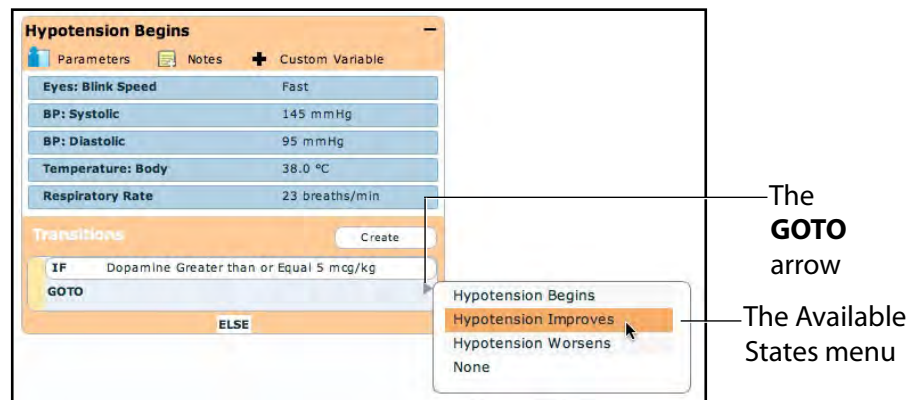 Hypotension Begins
Parameters Notes Custom Variable
Eyes: Blink Speed Fast
BP: Systolic 145 mmHg
BP: Diastolic 95 mmHg
Temperature: Body 38.0 °C
Respiratory Rate 23 breaths/min
Transitions Create
IF Dopamine Greater than or Equal 5 mcg/kg
GOTO
ELSE
Hypotension Begins
Hypotension Improves
Hypotension Worsens
None
The
GOTO
arrow
The Available
States menu